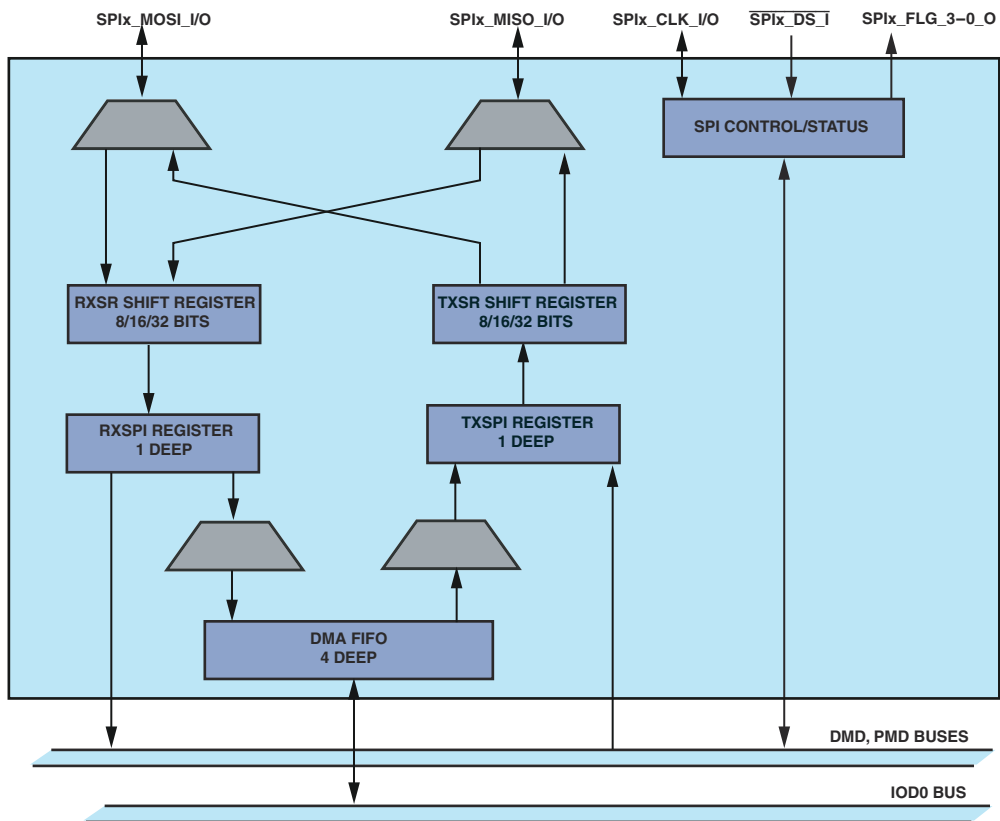 SPIx_MOSI_I/O
SPIx_MISO_I/O
SPIx_CLK_I/O
SPIx_DS_I
SPIx_FLG_3–0_O
SPI CONTROL/STATUS
RXSR SHIFT REGISTER
8/16/32 BITS
TXSR SHIFT REGISTER
8/16/32 BITS
RXSPI REGISTER
1 DEEP
TXSPI REGISTER
1 DEEP
DMA FIFO
4 DEEP
DMD, PMD BUSES
IOD0 BUS